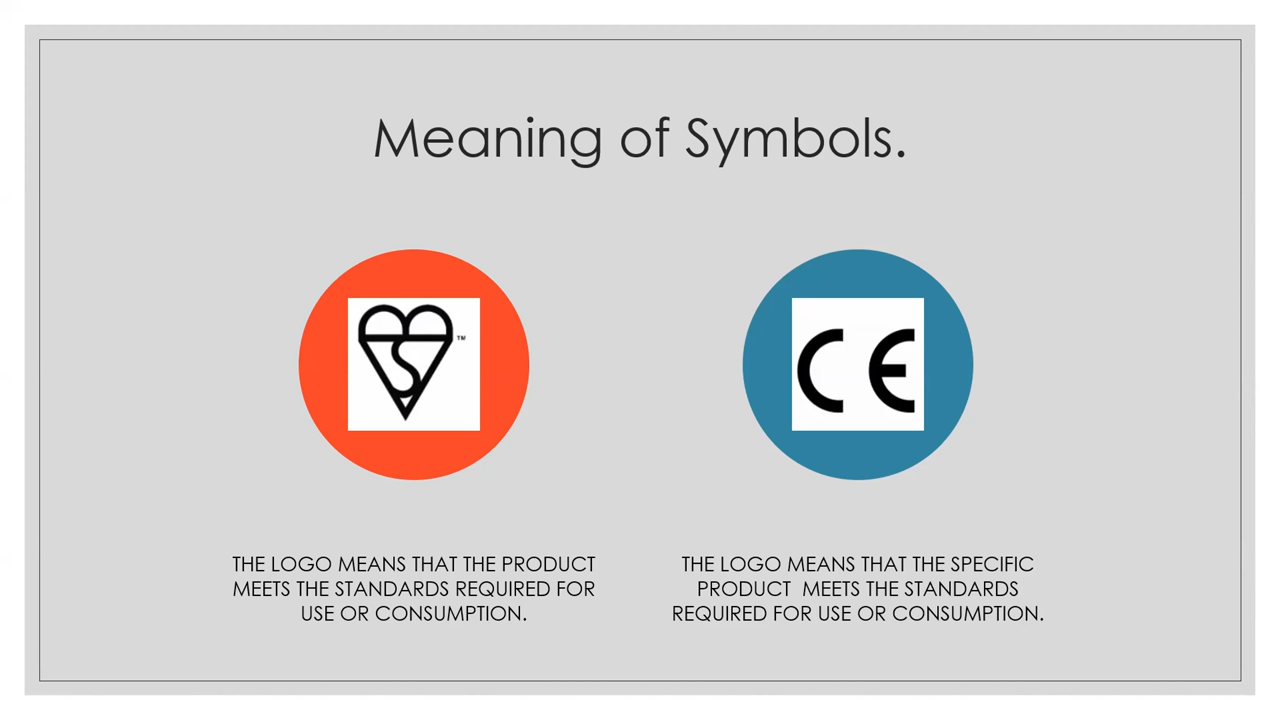 Meaning of Symbols.
™
CE
THE LOGO MEANS THAT THE PRODUCT
MEETS THE STANDARDS REQUIRED FOR
USE OR CONSUMPTION.
THE LOGO MEANS THAT THE SPECIFIC
PRODUCT  MEETS THE STANDARDS
REQUIRED FOR USE OR CONSUMPTION.